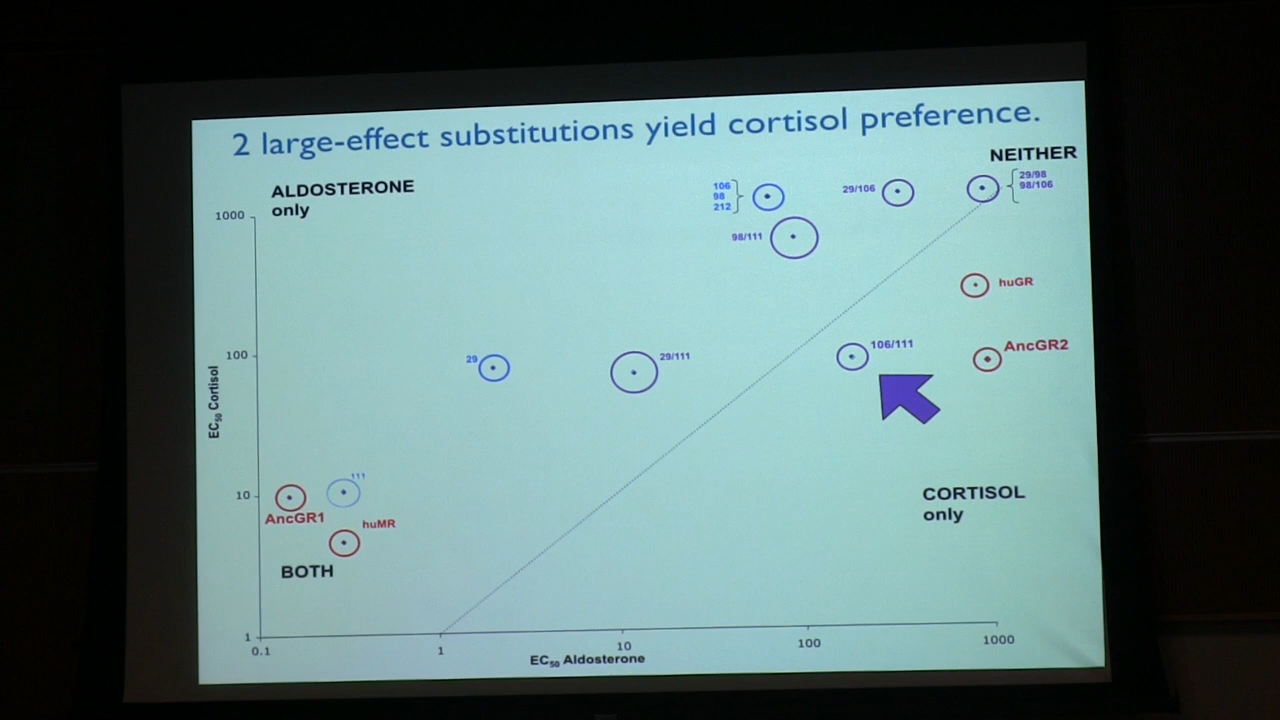 2 large-effect substitutions yield cortisol preference.
NEITHER
ALDOSTERONE
only
106
98
212
29/106
29/98
98/106
1000
98/111
huGR
100
29
29/111
106/111
AncGR2
EC50 Cortisol
10
111
AncGR1
huMR
CORTISOL
only
BOTH
1
0.1
1
10
100
1000
EC50 Aldosterone